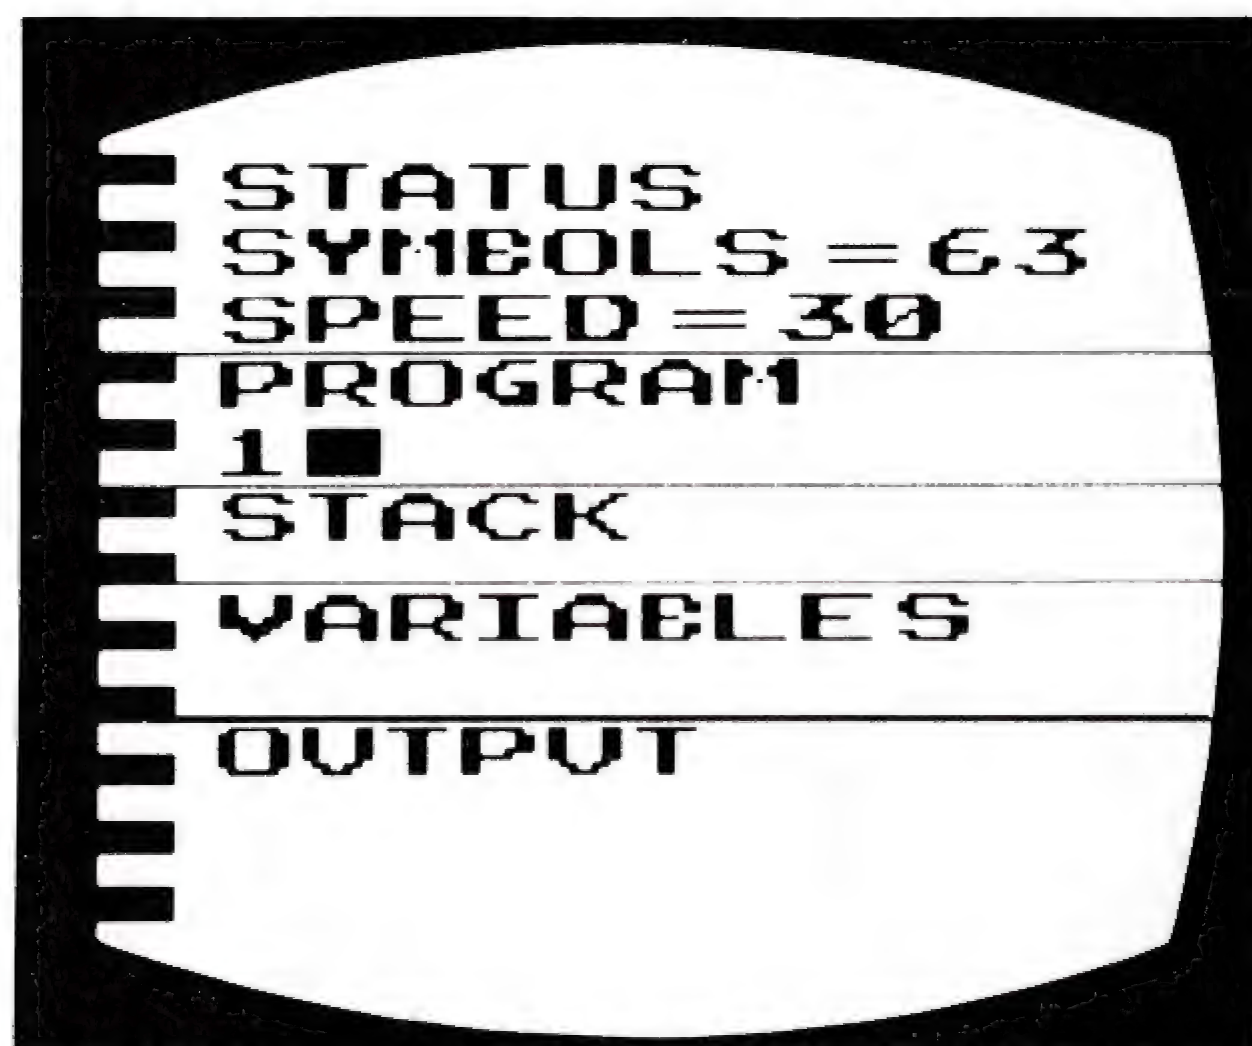 STATUS
SYMBOLS=63
SPEED=30
PROGRAM
1
STACK
VARIABLES
OUTPUT